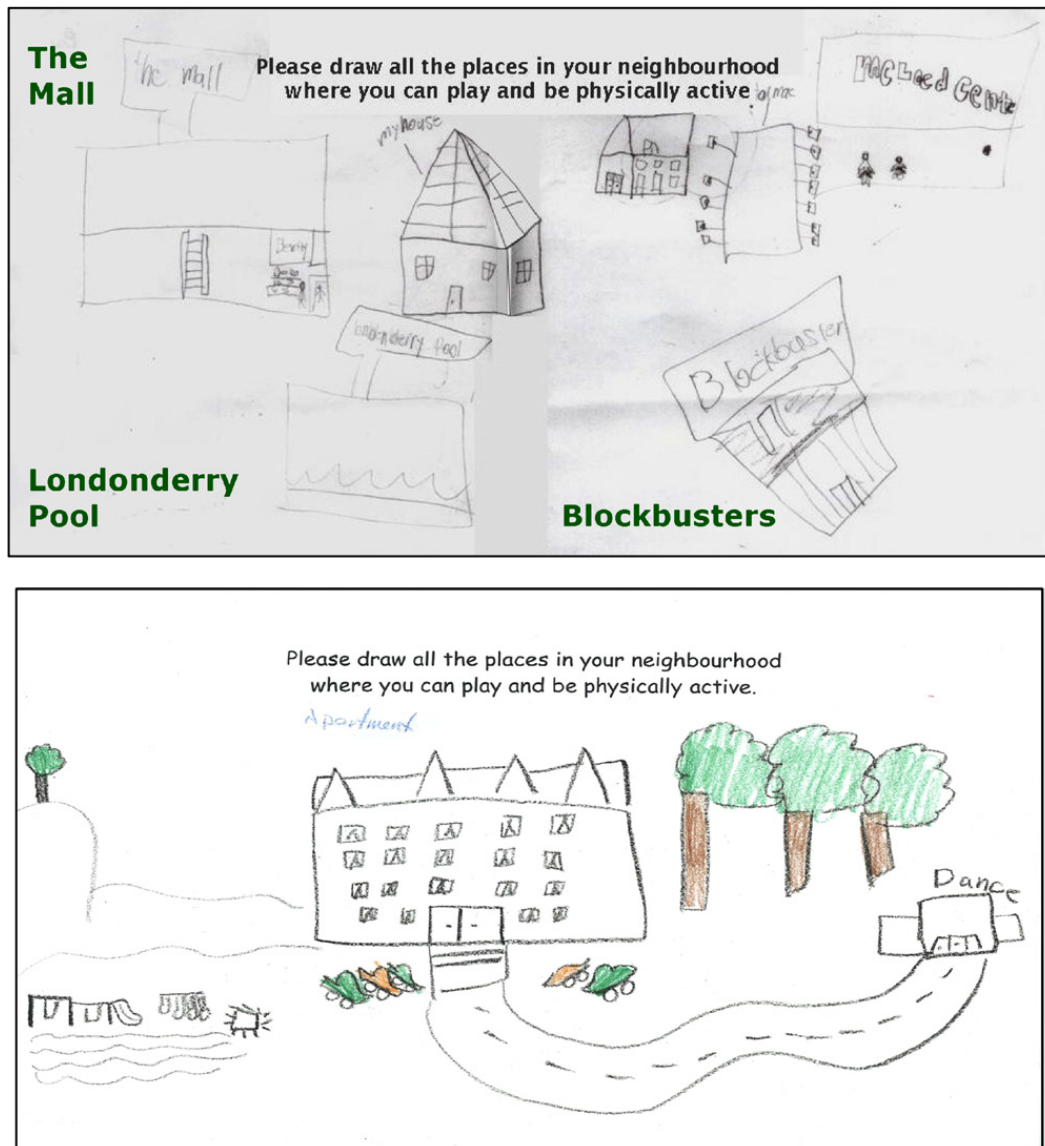 The
Mall
the mall
Please draw all the places in your neighbourhood
where you can play and be physically active
my house
Londonderry Pool
Blockbuster
Londonderry
Pool
Blockbusters
Please draw all the places in your neighbourhood
where you can play and be physically active.
Apartment
Dance